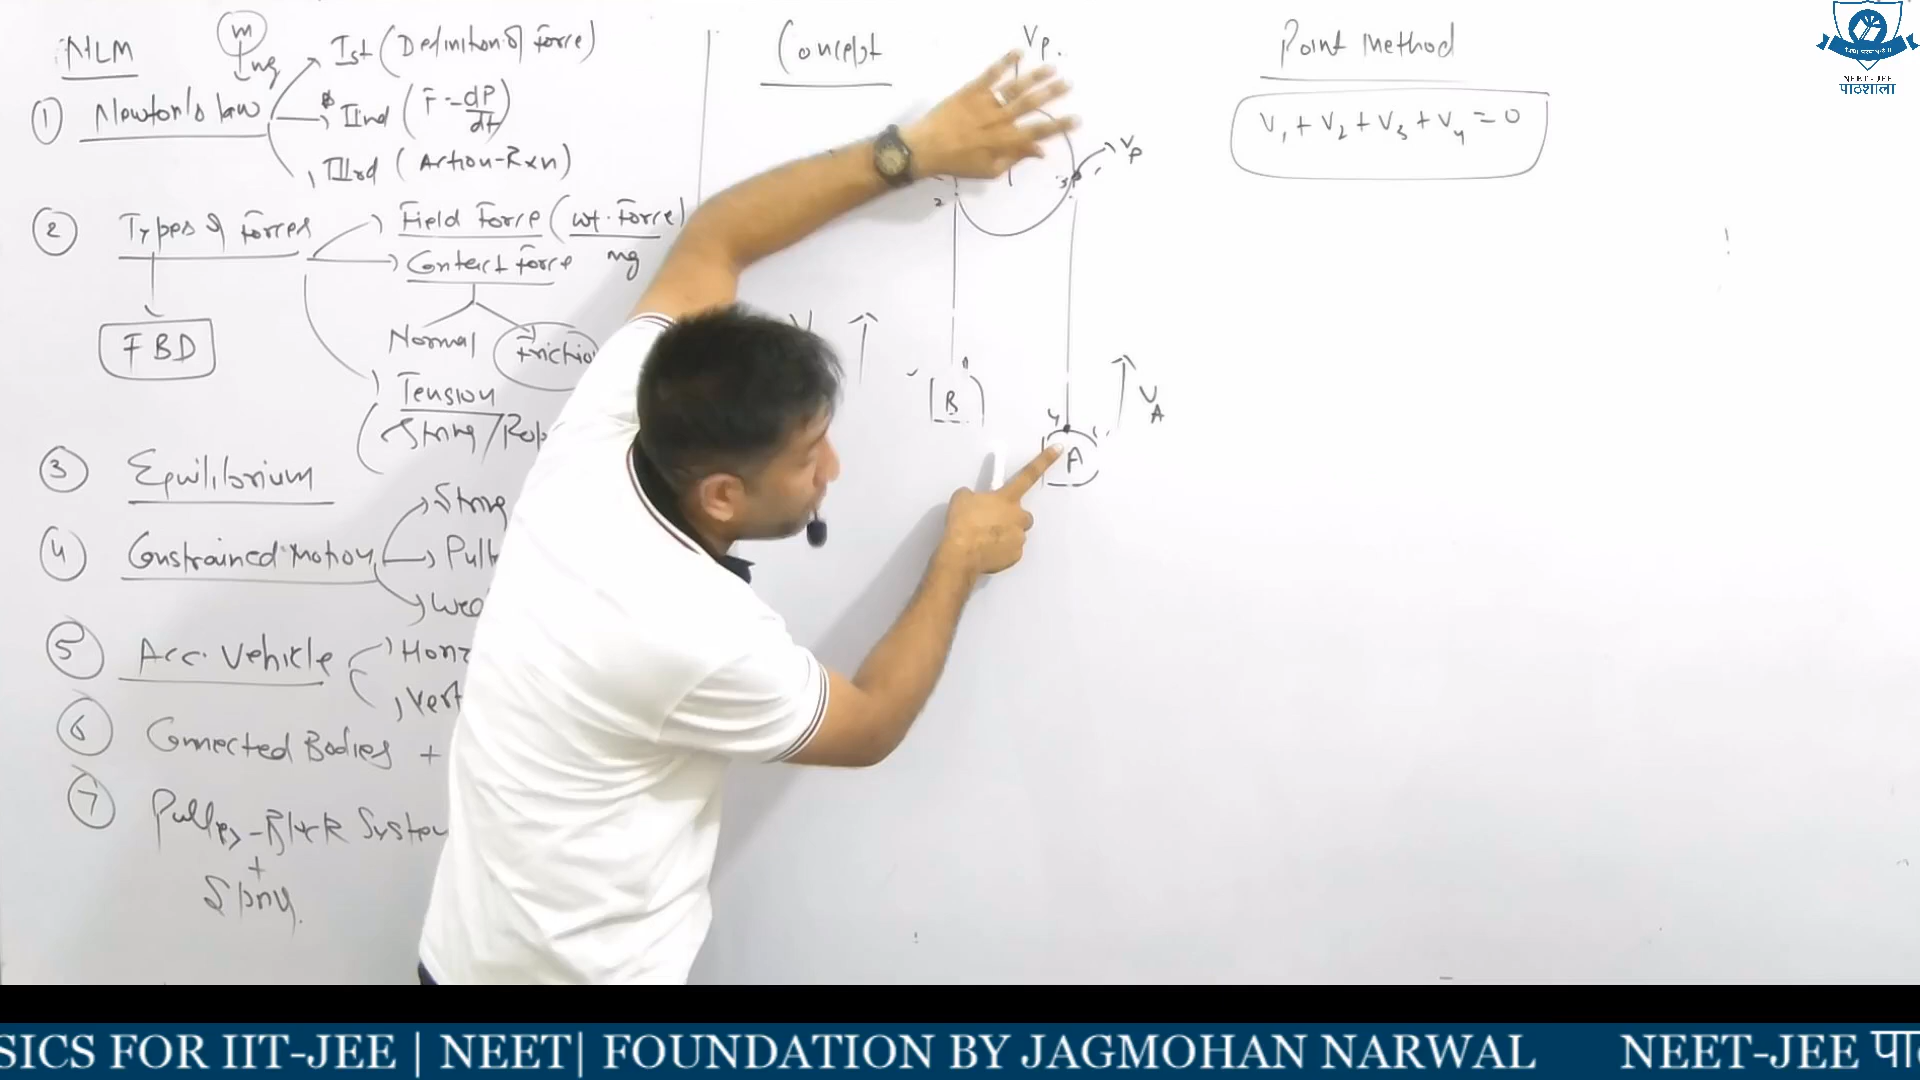 NLM
m
mg
Ist (Definition of Force)
① Newton's law
IInd ( F = dP/dt )
IIIrd ( Action-Rxn )
② Types of Forces
Field Force (wt. Force)
mg
Contact Force
FBD
Normal
Friction
Tension
String/Rop
③ Equilibrium
④ Constrained Motion
String
Pull
Wed
⑤ Acc. Vehicle
Horiz
Vert
⑥ Connected Bodies +
⑦ Pulley-Block System
+
Spring.
Concept
Vp.
Vp
2
3
V
B
4
A
VA
Point Method
V1 + V2 + V3 + V4 = 0
NEET-JEE
पाठशाला
SICS FOR IIT-JEE | NEET| FOUNDATION BY JAGMOHAN NARWAL NEET-JEE पा